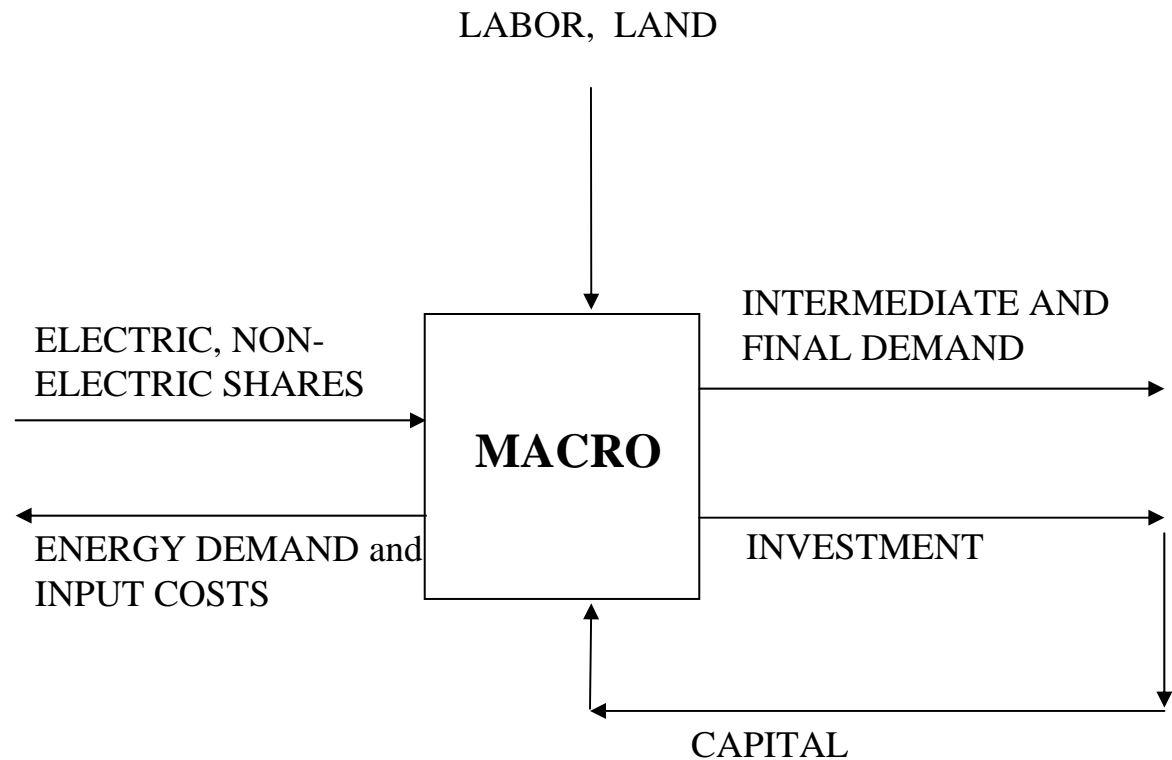 LABOR, LAND
INTERMEDIATE AND
FINAL DEMAND
ELECTRIC, NON-
ELECTRIC SHARES
MACRO
ENERGY DEMAND and
INPUT COSTS
INVESTMENT
CAPITAL